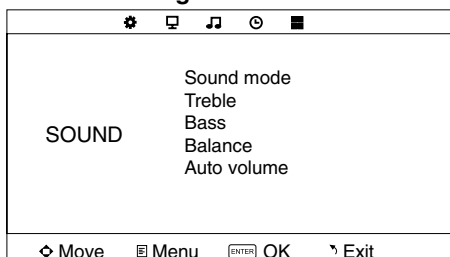 Sound mode
Treble
SOUND
Bass
Balance
Auto volume
Move Menu ENTER OK Exit